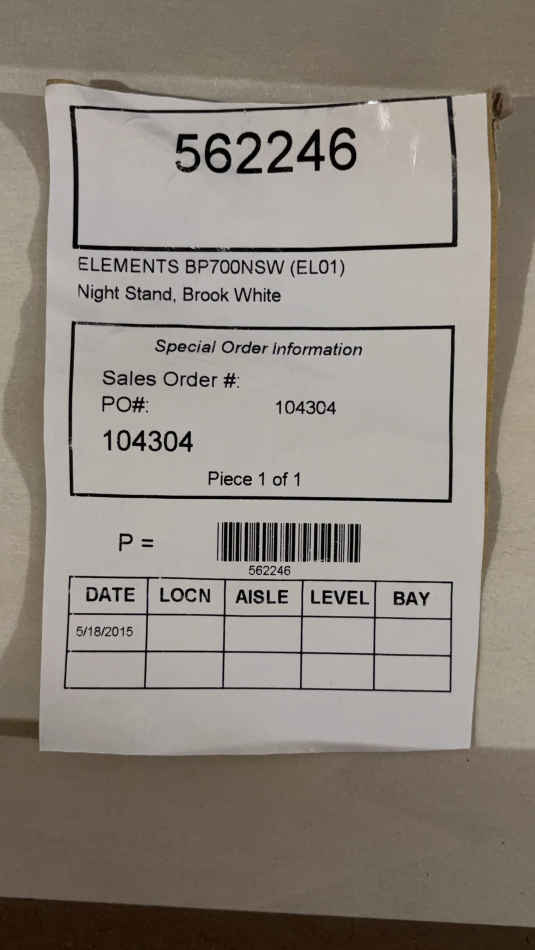 562246
ELEMENTS BP700NSW (EL01)
Night Stand, Brook White
Special Order Information
Sales Order #:
PO#: 104304
104304
Piece 1 of 1
P =
562246
DATE LOCN AISLE LEVEL BAY
5/18/2015